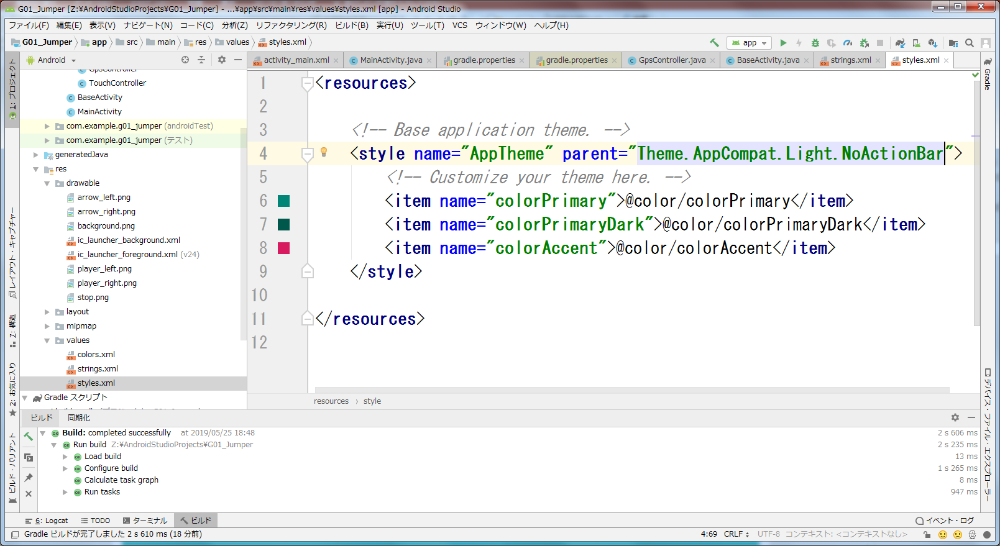 G01_Jumper [Z:¥AndroidStudioProjects¥G01_Jumper] - ...¥app¥src¥main¥res¥values¥styles.xml [app] - Android Studio
ファイル(F) 編集(E) 表示(V) ナビゲート(N) コード(C) 分析(Z) リファクタリング(R) ビルド(B) 実行(U) ツール(T) VCS ウィンドウ(W) ヘルプ(H)
G01_Jumper app src main res values styles.xml app
Android
activity_main.xml MainActivity.java gradle.properties gradle.properties GpsController.java BaseActivity.java strings.xml styles.xml
1: プロジェクト
レイアウト・キャプチャー
7: 構造
2: お気に入り
ビルド・バリアント
GpsController
TouchController
BaseActivity
MainActivity
com.example.g01_jumper (androidTest)
com.example.g01_jumper (テスト)
generatedJava
res
drawable
arrow_left.png
arrow_right.png
background.png
ic_launcher_background.xml
ic_launcher_foreground.xml (v24)
player_left.png
player_right.png
stop.png
layout
mipmap
values
colors.xml
strings.xml
styles.xml
Gradle スクリプト
1 <resources>
2
3 <!-- Base application theme. -->
4 <style name="AppTheme" parent="Theme.AppCompat.Light.NoActionBar">
5 <!-- Customize your theme here. -->
6 <item name="colorPrimary">@color/colorPrimary</item>
7 <item name="colorPrimaryDark">@color/colorPrimaryDark</item>
8 <item name="colorAccent">@color/colorAccent</item>
9 </style>
10
11 </resources>
12
resources › style
Gradle
デバイス・ファイル・エクスプローラー
ビルド 同期化
Build: completed successfully at 2019/05/25 18:48 2 s 606 ms
Run build Z:¥AndroidStudioProjects¥G01_Jumper 2 s 235 ms
Load build 13 ms
Configure build 1 s 265 ms
Calculate task graph 8 ms
Run tasks 947 ms
6: Logcat TODO ターミナル ビルド イベント・ログ
Gradle ビルドが完了しました 2 s 610 ms (18 分前) 4:69 CRLF UTF-8 コンテキスト: <コンテキストなし>